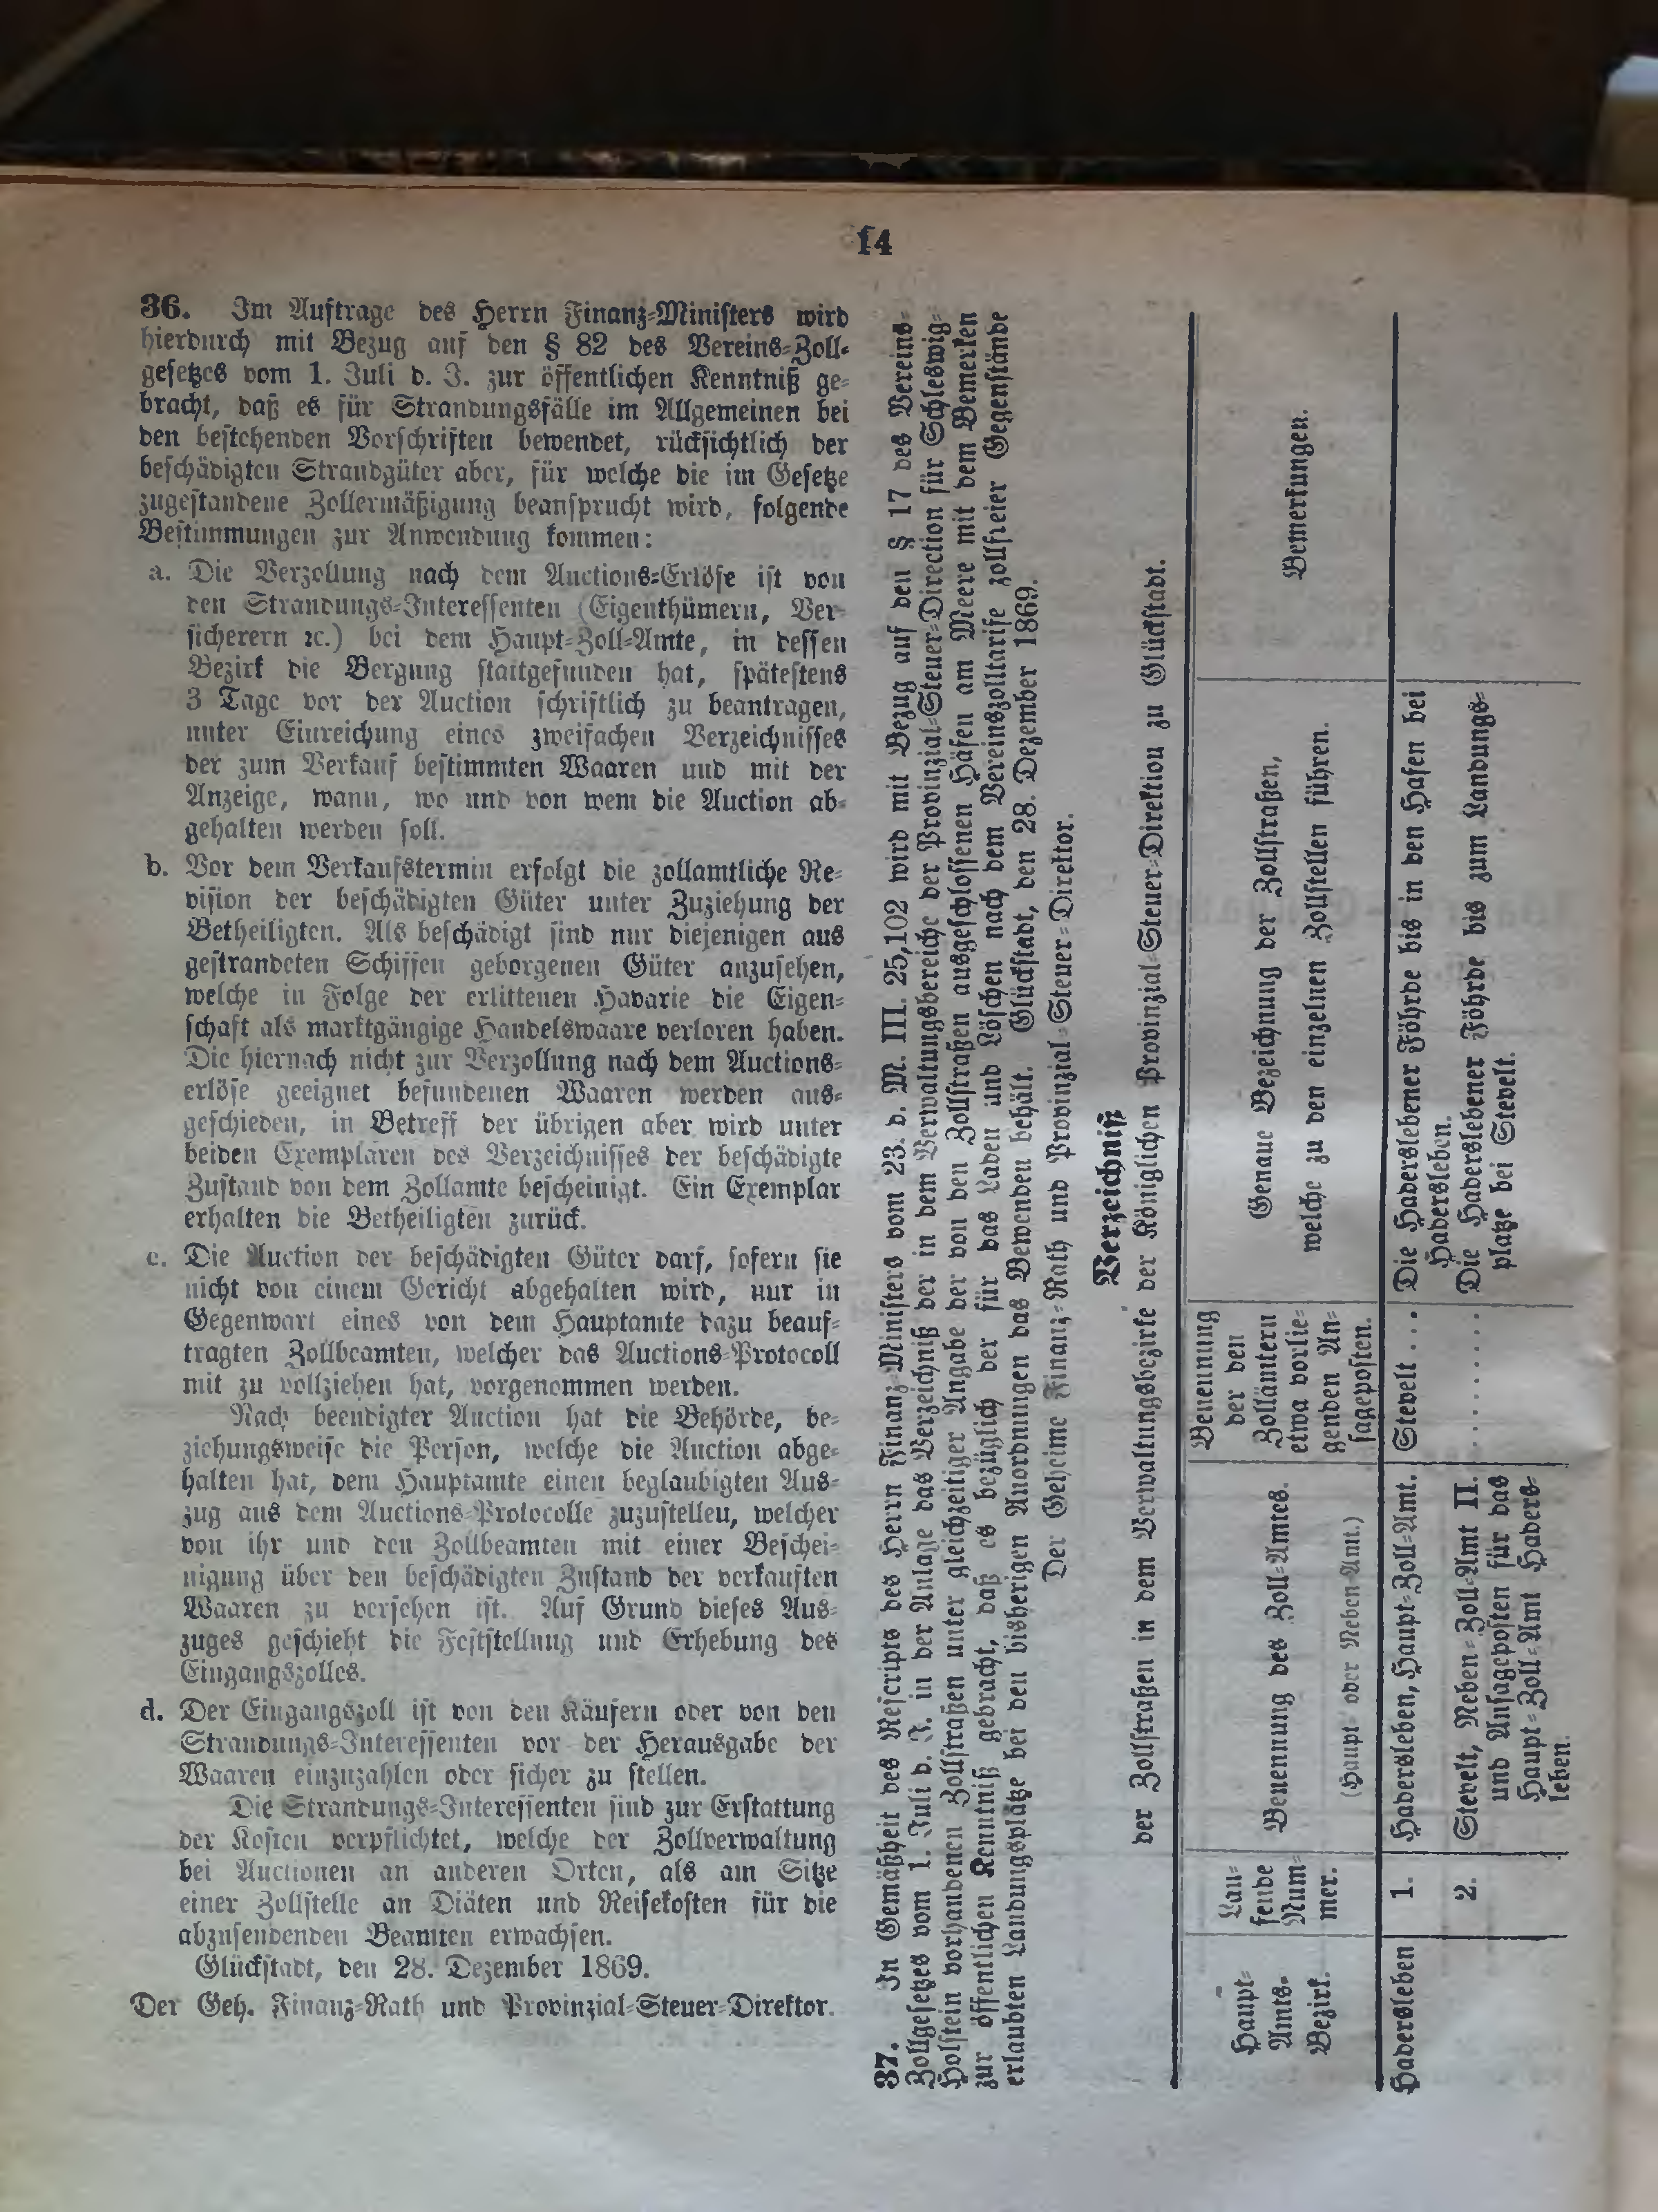 14
36. Im Auftrage des Herrn Finanz-Ministers wird
hierdurch mit Bezug auf den § 82 des Vereins-Zoll-
gesetzes vom 1. Juli d. J. zur öffentlichen Kenntniß ge-
bracht, daß es für Strandungsfälle im Allgemeinen bei
den bestehenden Vorschriften bewendet, rücksichtlich der
beschädigten Strandgüter aber, für welche die im Gesetze
zugestandene Zollermäßigung beansprucht wird, folgende
Bestimmungen zur Anwendung kommen:
a. Die Verzollung nach dem Auctions-Erlöse ist von
den Strandungs-Interessenten (Eigenthümern, Ver-
sicherern ꝛc.) bei dem Haupt-Zoll-Amte, in dessen
Bezirk die Bergung stattgefunden hat, spätestens
3 Tage vor der Auction schriftlich zu beantragen,
unter Einreichung eines zweifachen Verzeichnisses
der zum Verkauf bestimmten Waaren und mit der
Anzeige, wann, wo und von wem die Auction ab-
gehalten werden soll.
b. Vor dem Verkaufstermin erfolgt die zollamtliche Re-
vision der beschädigten Güter unter Zuziehung der
Betheiligten. Als beschädigt sind nur diejenigen aus
gestrandeten Schiffen geborgenen Güter anzusehen,
welche in Folge der erlittenen Havarie die Eigen-
schaft als marktgängige Handelswaare verloren haben.
Die hiernach nicht zur Verzollung nach dem Auctions-
erlöse geeignet befundenen Waaren werden aus-
geschieden, in Betreff der übrigen aber wird unter
beiden Exemplaren des Verzeichnisses der beschädigte
Zustand von dem Zollamte bescheinigt. Ein Exemplar
erhalten die Betheiligten zurück.
c. Die Auction der beschädigten Güter darf, sofern sie
nicht von einem Gericht abgehalten wird, nur in
Gegenwart eines von dem Hauptamte dazu beauf-
tragten Zollbeamten, welcher das Auctions-Protocoll
mit zu vollziehen hat, vorgenommen werden.
Nach beendigter Auction hat die Behörde, be-
ziehungsweise die Person, welche die Auction abge-
halten hat, dem Hauptamte einen beglaubigten Aus-
zug aus dem Auctions-Protocolle zuzustellen, welcher
von ihr und den Zollbeamten mit einer Beschei-
nigung über den beschädigten Zustand der verkauften
Waaren zu versehen ist. Auf Grund dieses Aus-
zuges geschieht die Feststellung und Erhebung des
Eingangszolles.
d. Der Eingangszoll ist von den Käufern oder von den
Strandungs-Interessenten vor der Herausgabe der
Waaren einzuzahlen oder sicher zu stellen.
Die Strandungs-Interessenten sind zur Erstattung
der Kosten verpflichtet, welche der Zollverwaltung
bei Auctionen an anderen Orten, als am Sitze
einer Zollstelle an Diäten und Reisekosten für die
abzusendenden Beamten erwachsen.
Glückstadt, den 28. Dezember 1869.
Der Geh. Finanz-Rath und Provinzial-Steuer-Direktor.
37. In Gemäßheit des Rescripts des Herrn Finanz-Ministers vom 23. d. M. III. 25,102 wird mit Bezug auf den § 17 des Vereins-
Zollgesetzes vom 1. Juli d. J. in der Anlage das Verzeichniß der in dem Verwaltungsbereiche der Provinzial-Steuer-Direction für Schleswig-
Holstein vorhandenen Zollstraßen unter gleichzeitiger Angabe der von den Zollstraßen ausgeschlossenen Häfen am Meere mit dem Bemerken
zur öffentlichen Kenntniß gebracht, daß es bezüglich der für das Laden und Löschen nach dem Vereinszolltarife zollfreier Gegenstände
erlaubten Landungsplätze bei den bisherigen Anordnungen das Bewenden behält. Glückstadt, den 28. Dezember 1869.
Der Geheime Finanz-Rath und Provinzial-Steuer-Direktor.
Verzeichniß
der Zollstraßen in dem Verwaltungsbezirke der Königlichen Provinzial-Steuer-Direktion zu Glückstadt.
Haupt-
Amts-
Bezirk.
Lau-
fende
Num-
mer.
Benennung des Zoll-Amtes.
(Haupt- oder Neben-Amt.)
Benennung
der den
Zollämtern
etwa vorlie-
genden An-
sageposten.
Genaue Bezeichnung der Zollstraßen,
welche zu den einzelnen Zollstellen führen.
Bemerkungen.
Hadersleben
1.
Hadersleben, Haupt-Zoll-Amt.
Stevelt ...
Die Haderslebener Föhrde bis in den Hafen bei
Hadersleben.
2.
Stevelt, Neben-Zoll-Amt II.
und Ansageposten für das
Haupt-Zoll-Amt Haders-
leben.
........
Die Haderslebener Föhrde bis zum Landungs-
platze bei Stevelt.